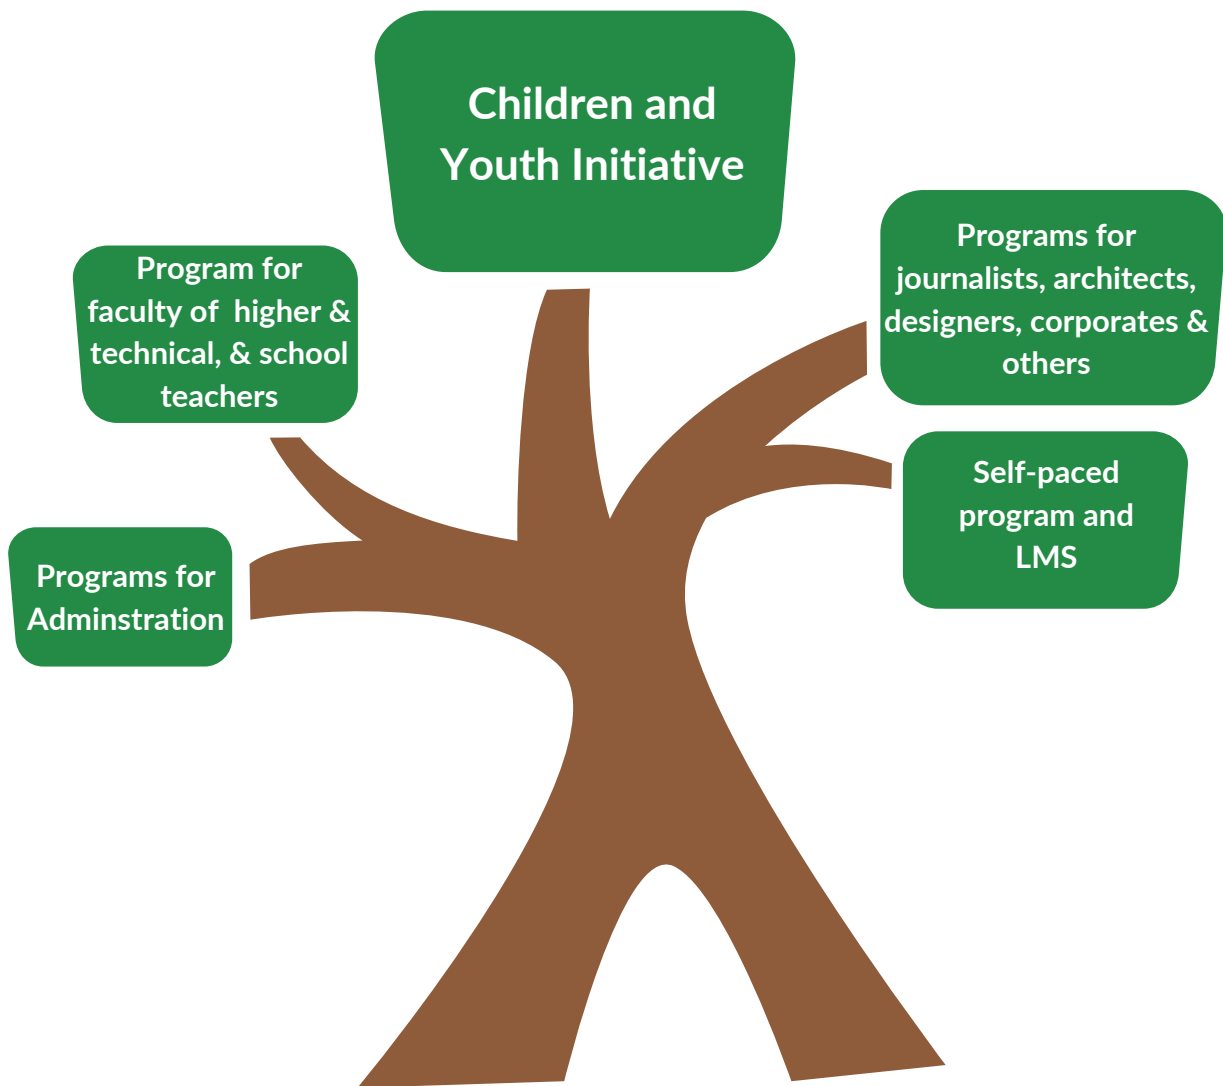 Children and
Youth Initiative
Programs for
journalists, architects,
designers, corporates &
others
Program for
faculty of  higher &
technical, & school
teachers
Self-paced
program and
LMS
Programs for
Adminstration